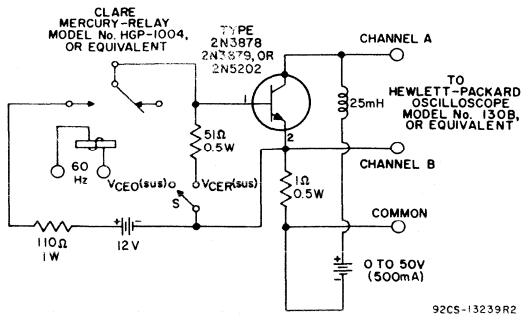 CLARE
MERCURY-RELAY
MODEL No. HGP-1004,
OR EQUIVALENT
TYPE
2N3878
2N3879, OR
2N5202
CHANNEL A
TO
HEWLETT-PACKARD
OSCILLOSCOPE
MODEL No. 130B,
OR EQUIVALENT
1
25mH
2
51Ω
0.5W
CHANNEL B
60
Hz
VCEO(sus)
VCER(sus)
S
1Ω
0.5W
COMMON
110Ω
1W
+ -
12V
+
-
0 TO 50V
(500mA)
92CS-13239R2